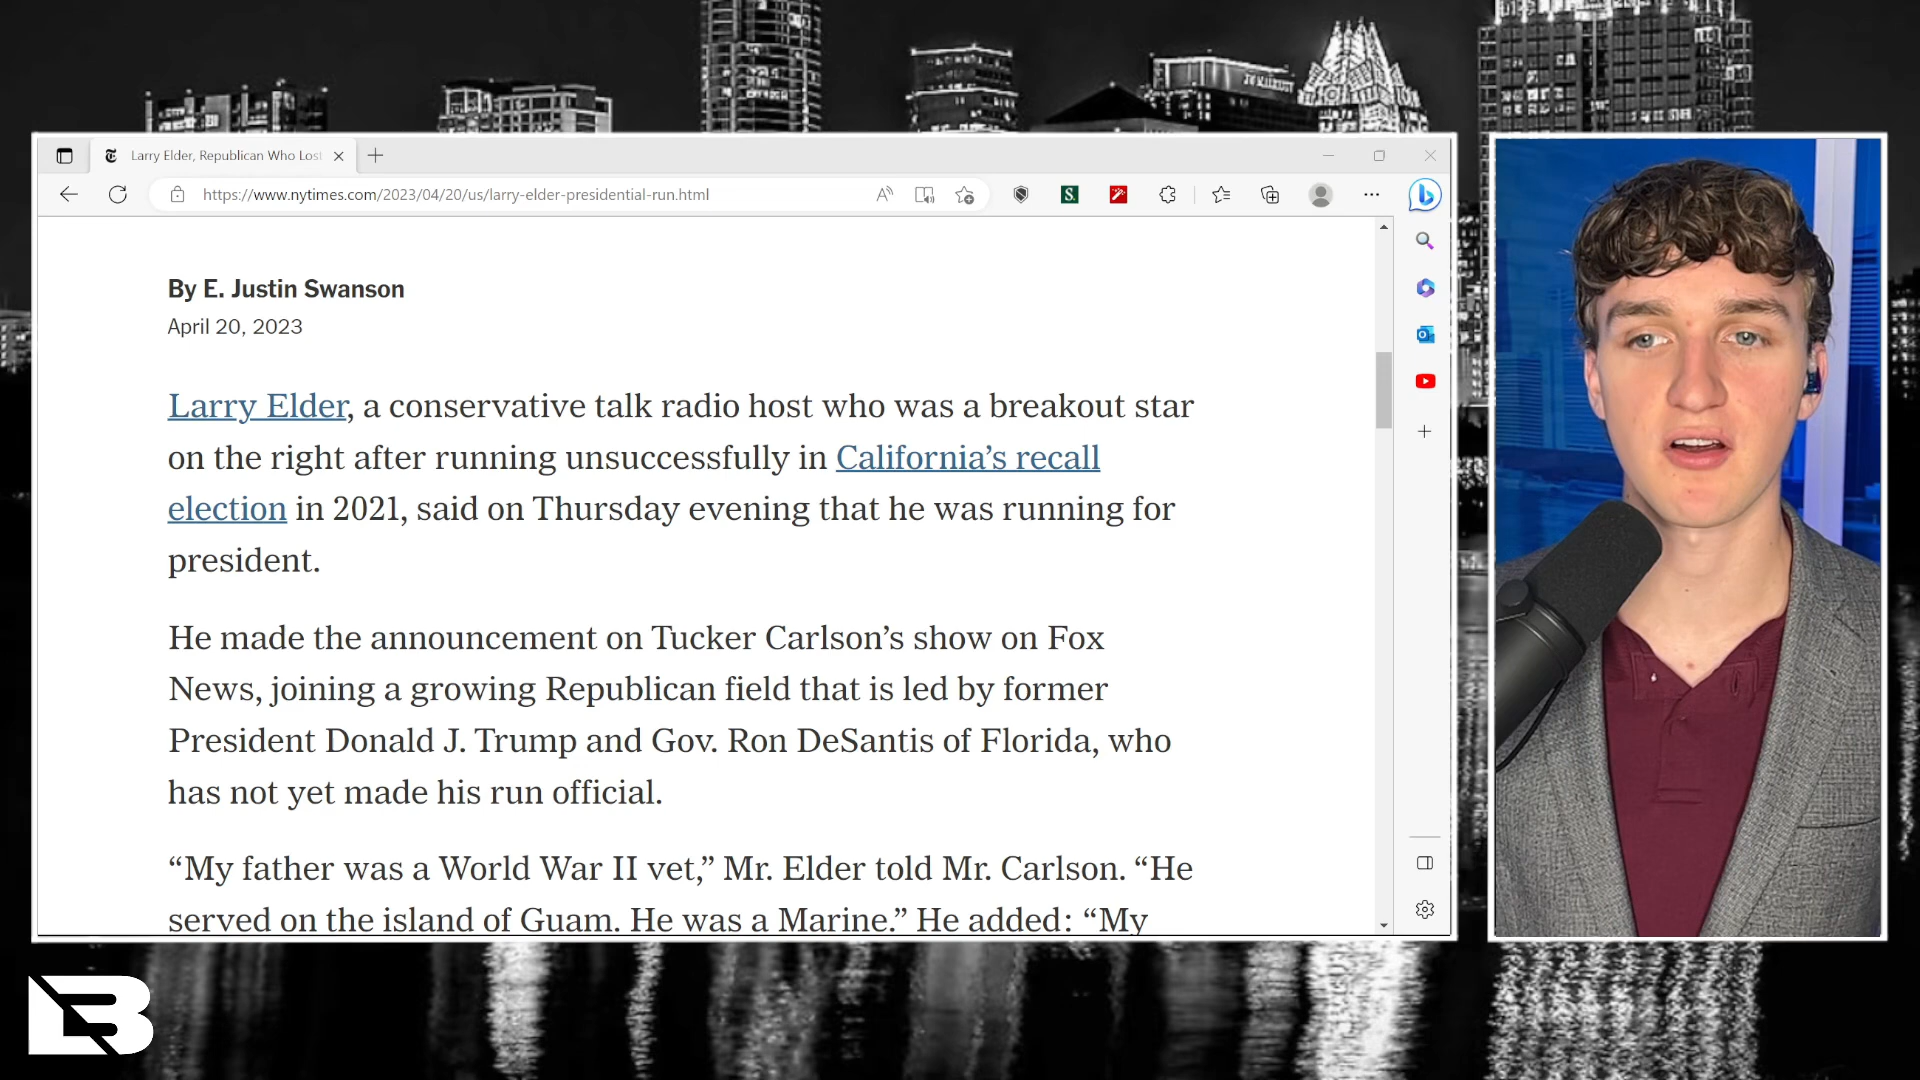 Larry Elder, Republican Who Lost
https://www.nytimes.com/2023/04/20/us/larry-elder-presidential-run.html
By E. Justin Swanson
April 20, 2023
Larry Elder, a conservative talk radio host who was a breakout star
on the right after running unsuccessfully in California’s recall
election in 2021, said on Thursday evening that he was running for
president.
He made the announcement on Tucker Carlson’s show on Fox
News, joining a growing Republican field that is led by former
President Donald J. Trump and Gov. Ron DeSantis of Florida, who
has not yet made his run official.
“My father was a World War II vet,” Mr. Elder told Mr. Carlson. “He
served on the island of Guam. He was a Marine.” He added: “My